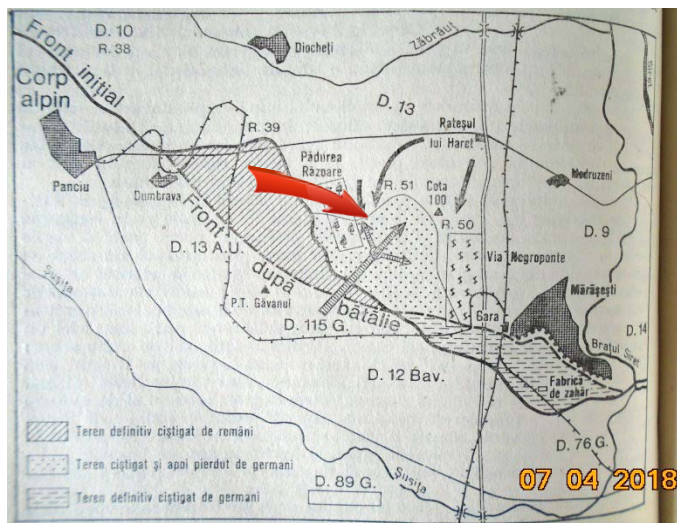 D. 10
R. 38
Diocheți
Zăbrăuț
Front inițial
Corp
alpin
D. 13
R. 39
Panciu
Dumbrava
Pădurea
Răzoare
Rateșul
lui Haret
R. 51
Cota
100
R. 50
Modruzeni
D. 9
Front după bătălie
D. 13 A.U.
Via Negroponte
Mărășești
Șușița
P.T. Găvanul
Gara
D. 115 G.
D. 14
Brațul Siret
D. 12 Bav.
Fabrica
de zahăr
D. 76 G.
Teren definitiv cîștigat de români
Teren cîștigat și apoi pierdut de germani
Teren definitiv cîștigat de germani
D. 89 G.
Șușița
07 04 2018